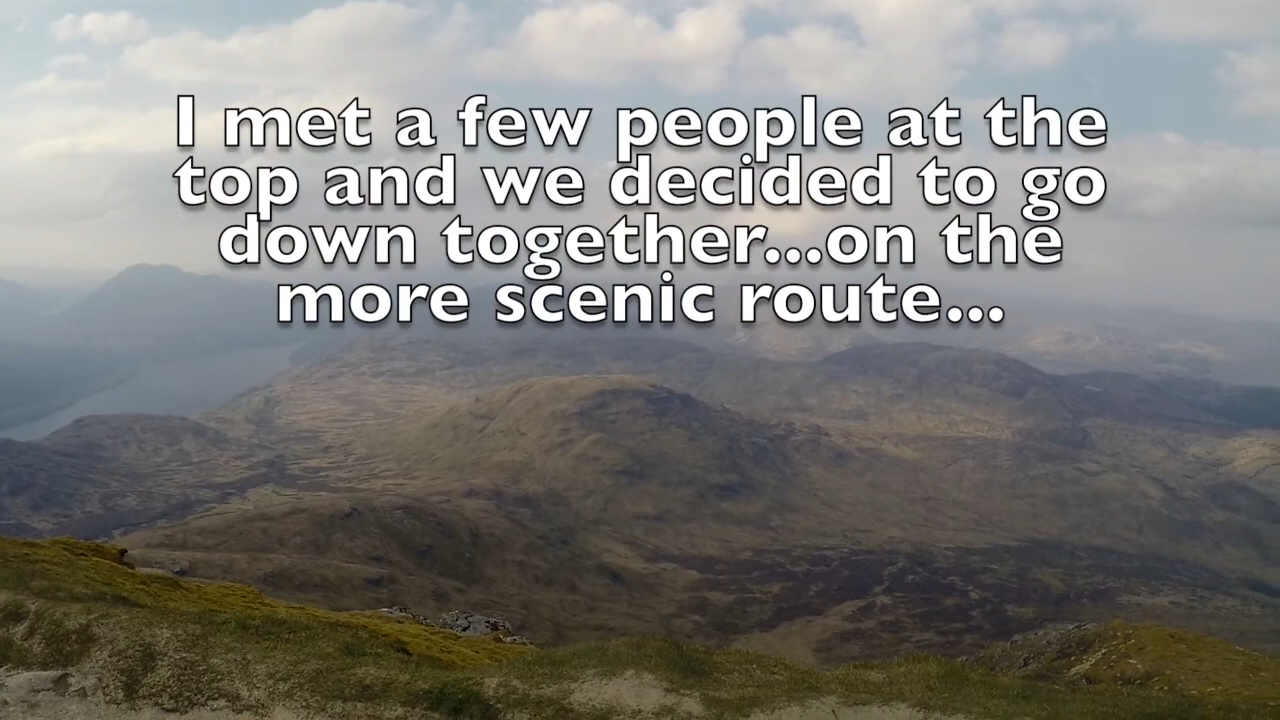 I met a few people at the
top and we decided to go
down together...on the
more scenic route...